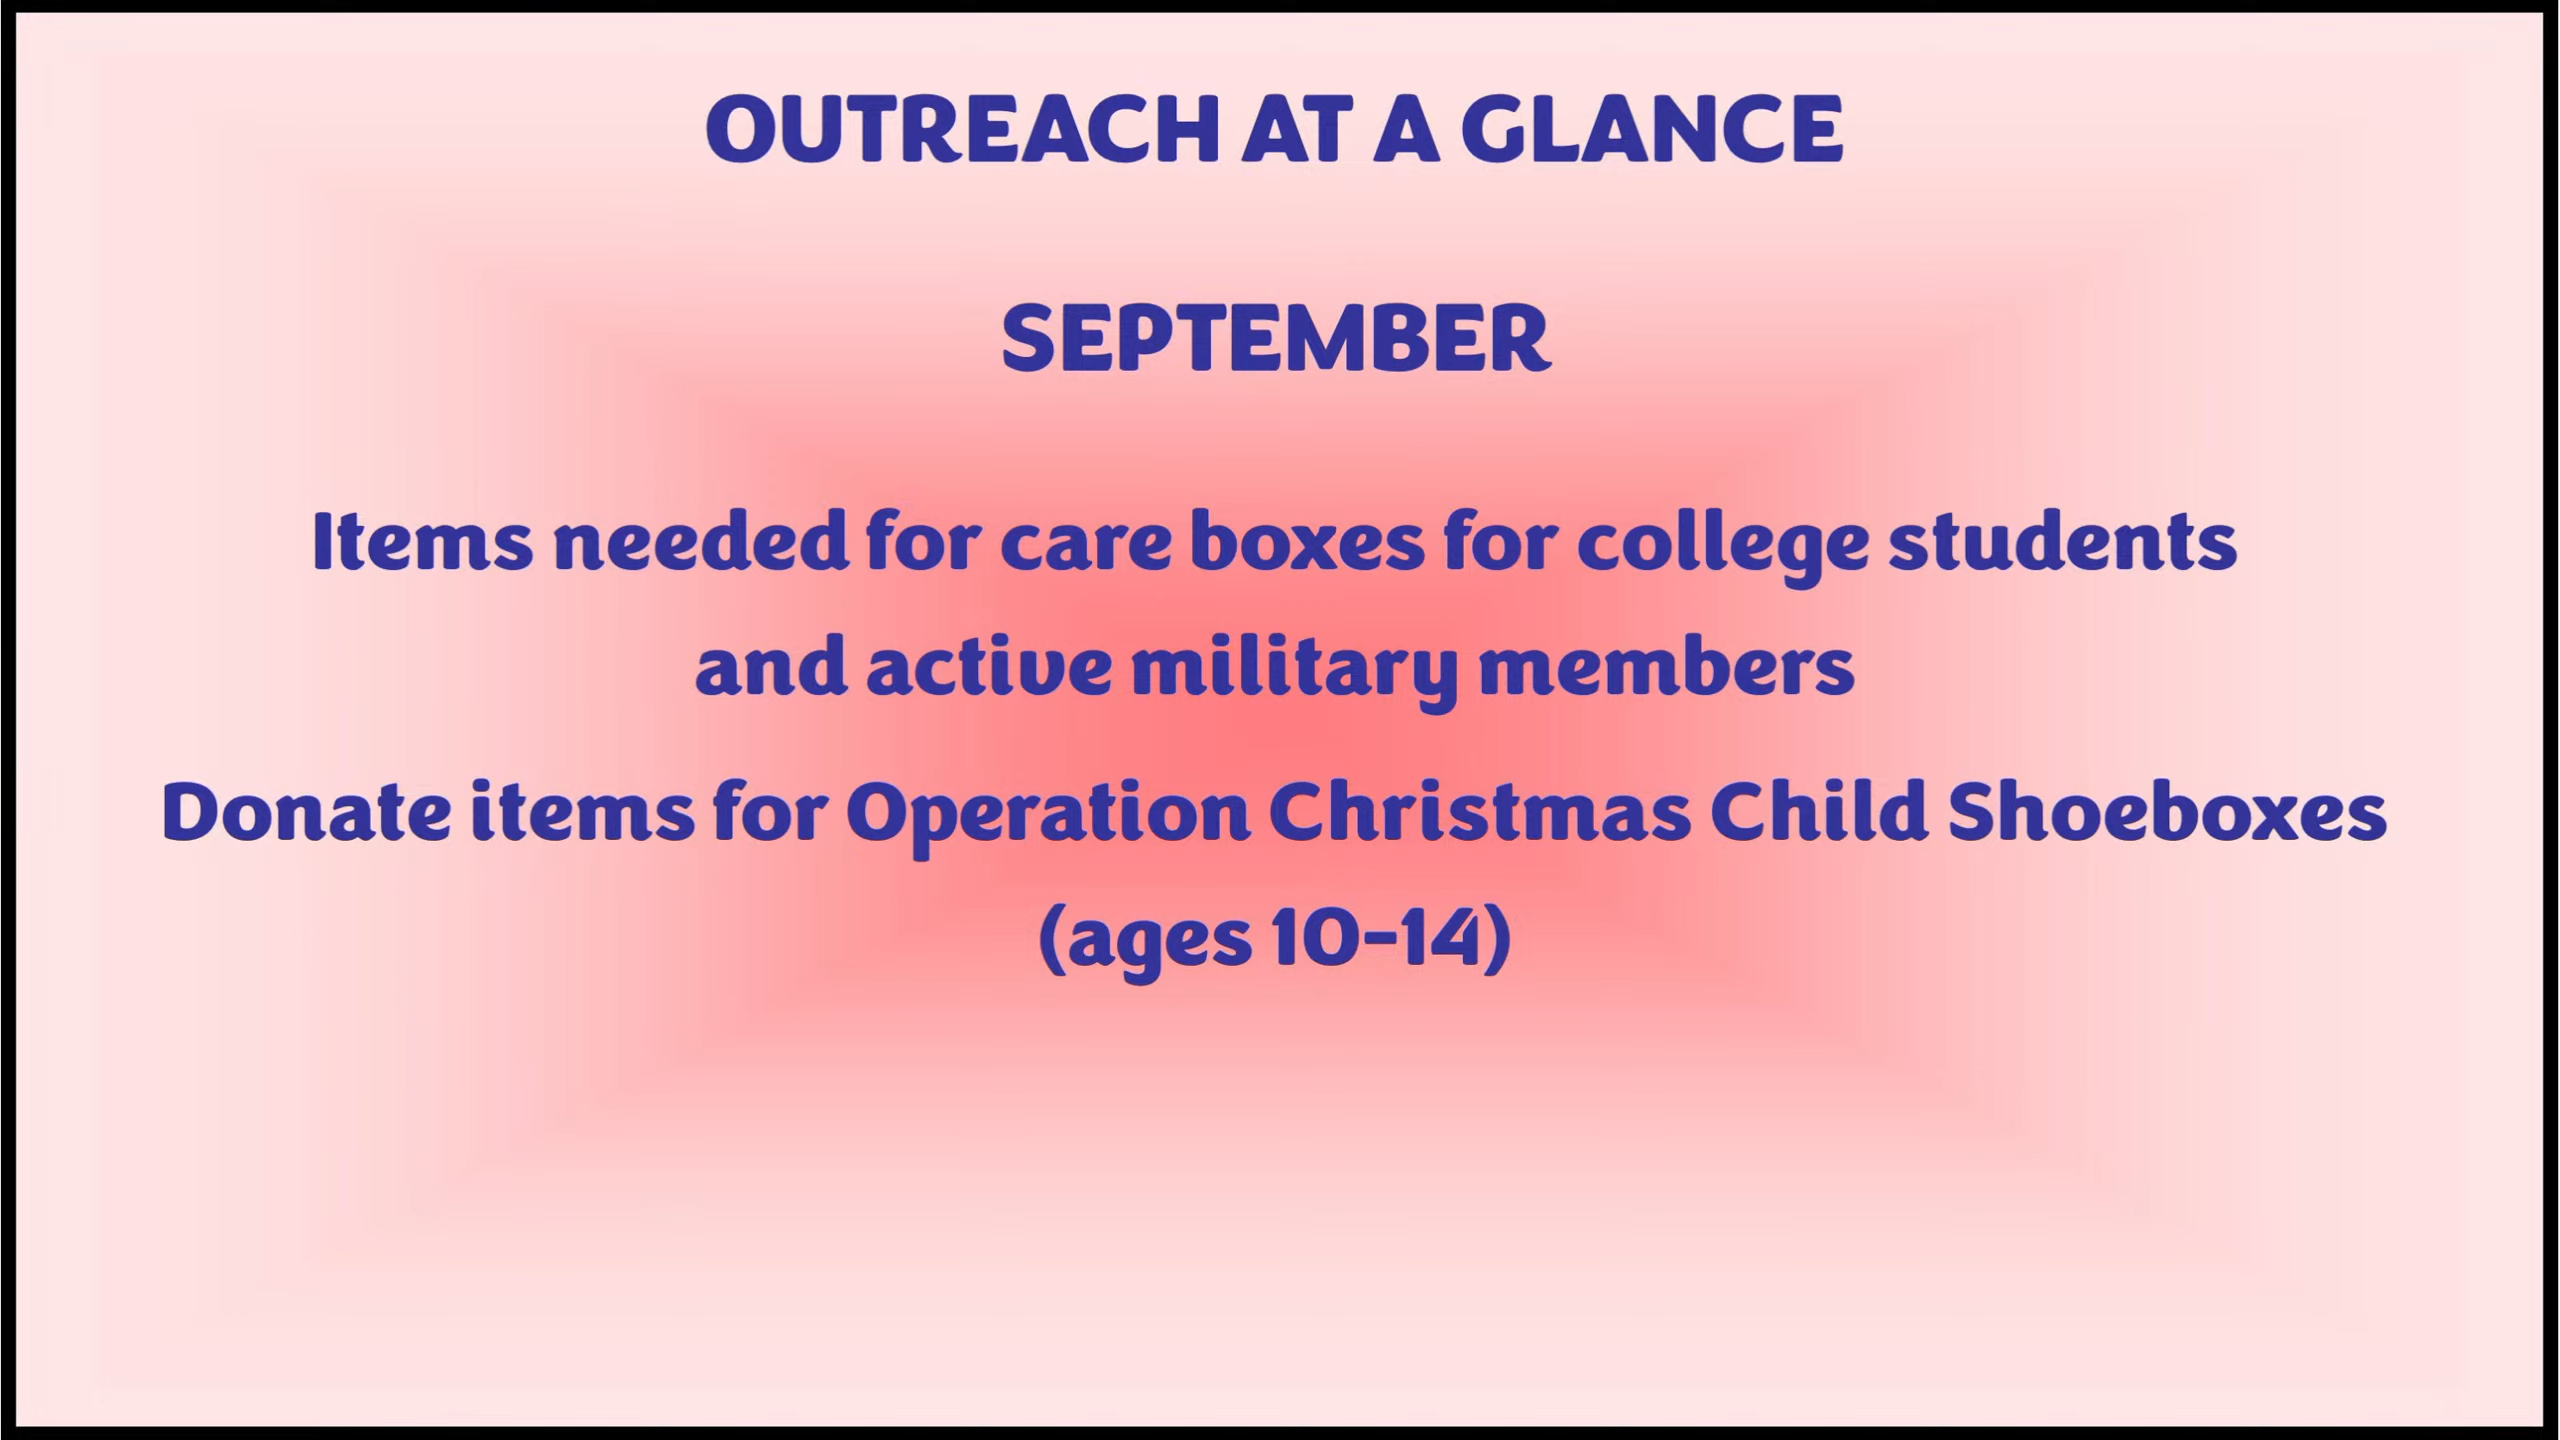 OUTREACH AT A GLANCE
SEPTEMBER
Items needed for care boxes for college students
and active military members
Donate items for Operation Christmas Child Shoeboxes
(ages 10-14)